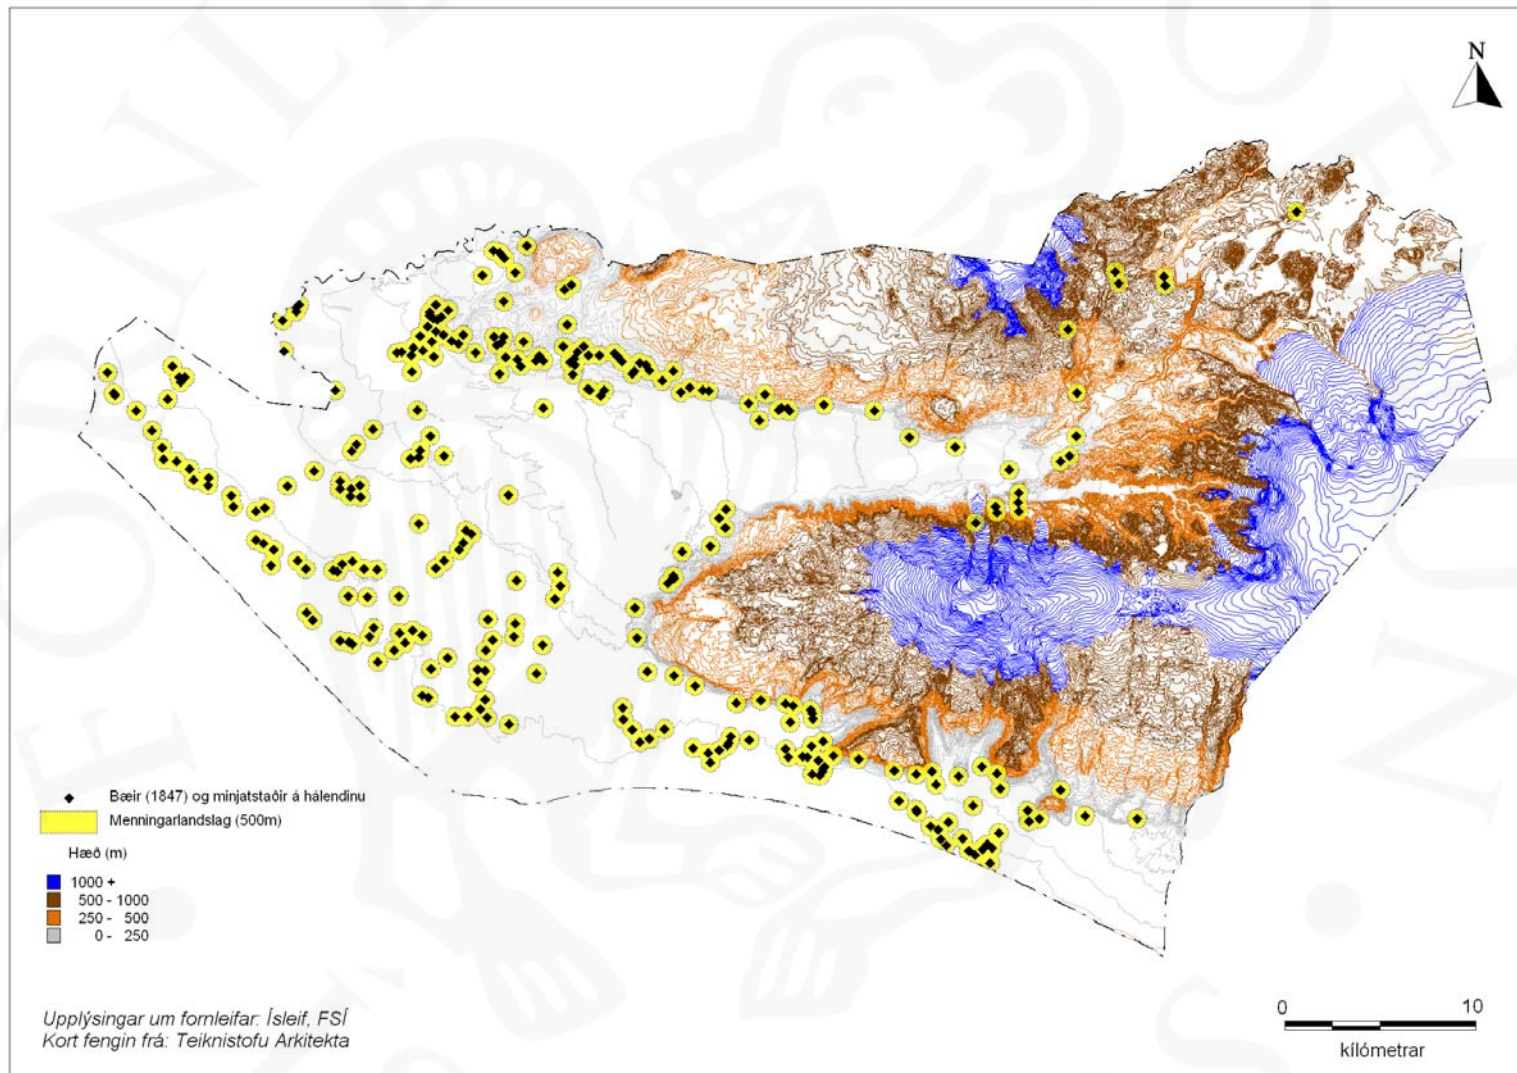 N
Bæir (1847) og minjatstaðir á hálendinu
Menningarlandslag (500m)
Hæð (m)
1000 +
500 - 1000
250 - 500
0 - 250
Upplýsingar um fornleifar: Ísleif, FSÍ
Kort fengin frá: Teiknistofu Arkitekta
0 10
kílómetrar